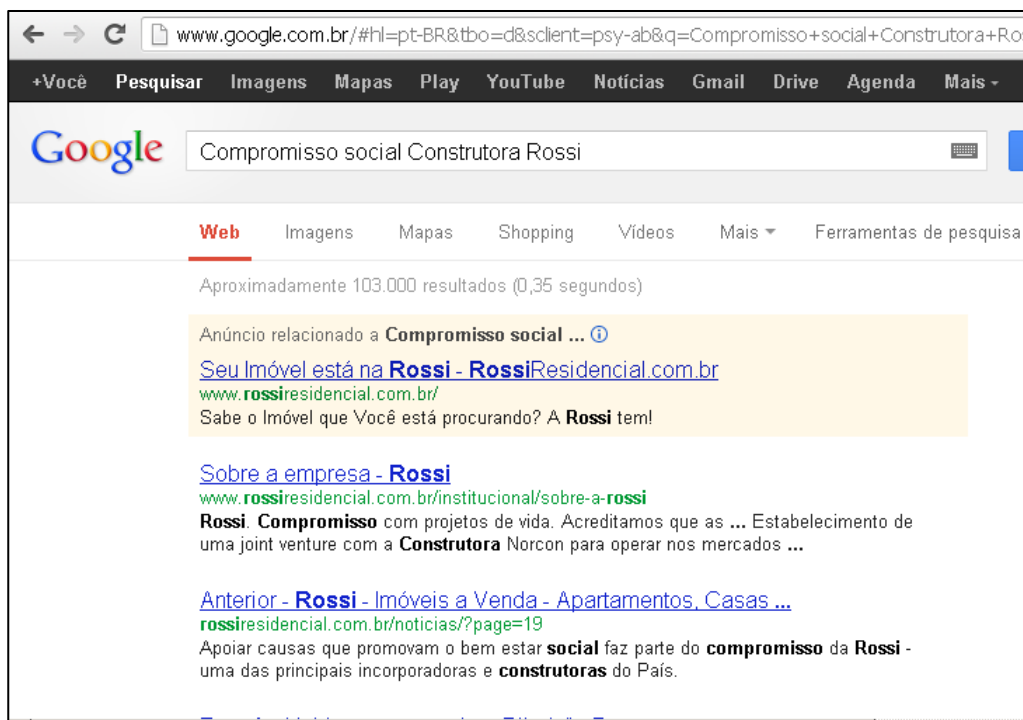 www.google.com.br/#hl=pt-BR&tbo=d&sclient=psy-ab&q=Compromisso+social+Construtora+Ro
+Você Pesquisar Imagens Mapas Play YouTube Notícias Gmail Drive Agenda Mais
Google Compromisso social Construtora Rossi
Web Imagens Mapas Shopping Vídeos Mais Ferramentas de pesquisa
Aproximadamente 103.000 resultados (0,35 segundos)
Anúncio relacionado a Compromisso social ...
Seu Imóvel está na Rossi - RossiResidencial.com.br
www.rossiresidencial.com.br/
Sabe o Imóvel que Você está procurando? A Rossi tem!
Sobre a empresa - Rossi
www.rossiresidencial.com.br/institucional/sobre-a-rossi
Rossi. Compromisso com projetos de vida. Acreditamos que as ... Estabelecimento de
uma joint venture com a Construtora Norcon para operar nos mercados ...
Anterior - Rossi - Imóveis a Venda - Apartamentos, Casas ...
rossiresidencial.com.br/noticias/?page=19
Apoiar causas que promovam o bem estar social faz parte do compromisso da Rossi -
uma das principais incorporadoras e construtoras do País.